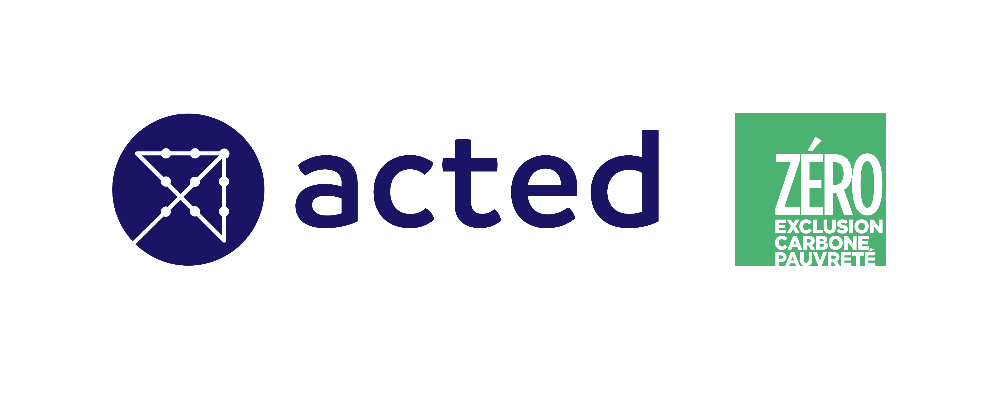 acted
ZÉRO
EXCLUSION
CARBONE
PAUVRETÉ